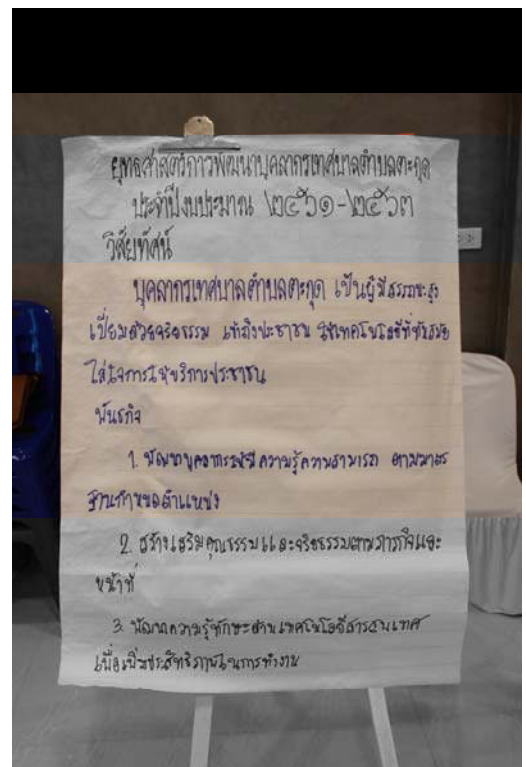 ยุทธศาสตร์การพัฒนาบุคลากรเทศบาลตำบลตะกุด
ประจำปีงบประมาณ ๒๕๖๑-๒๕๖๓
วิสัยทัศน์
บุคลากรเทศบาลตำบลตะกุด เป็นผู้มีสมรรถนะสูง
เปี่ยมด้วยจริยธรรม เข้าถึงประชาชน ใช้เทคโนโลยีที่ทันสมัย
ใส่ใจการให้บริการประชาชน
พันธกิจ
1. พัฒนาบุคลากรให้มีความรู้ความสามารถ ตามมาตร
ฐานกำหนดตำแหน่ง
2. สร้างเสริมคุณธรรมและจริยธรรมตามภารกิจและ
หน้าที่
3. พัฒนาความรู้ทักษะด้านเทคโนโลยีสารสนเทศ
เพื่อเพิ่มประสิทธิภาพในการทำงาน